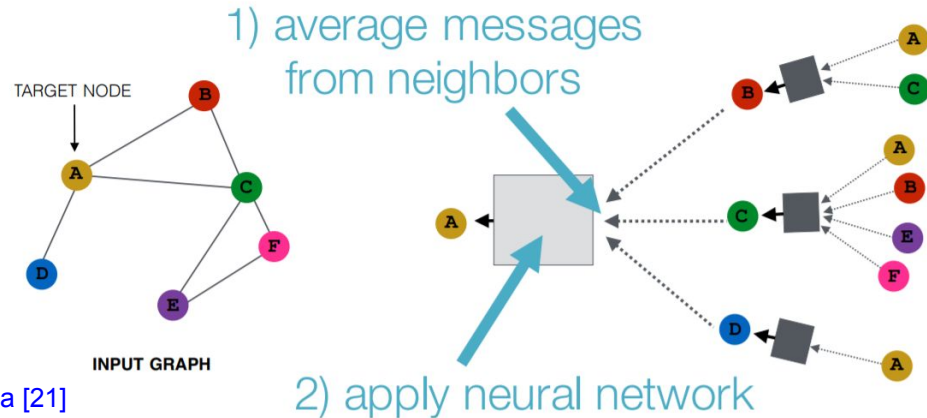 1) average messages
from neighbors
TARGET NODE
A
B
C
D
E
F
INPUT GRAPH
a [21]
A
B
C
D
A
C
A
B
E
F
A
2) apply neural network